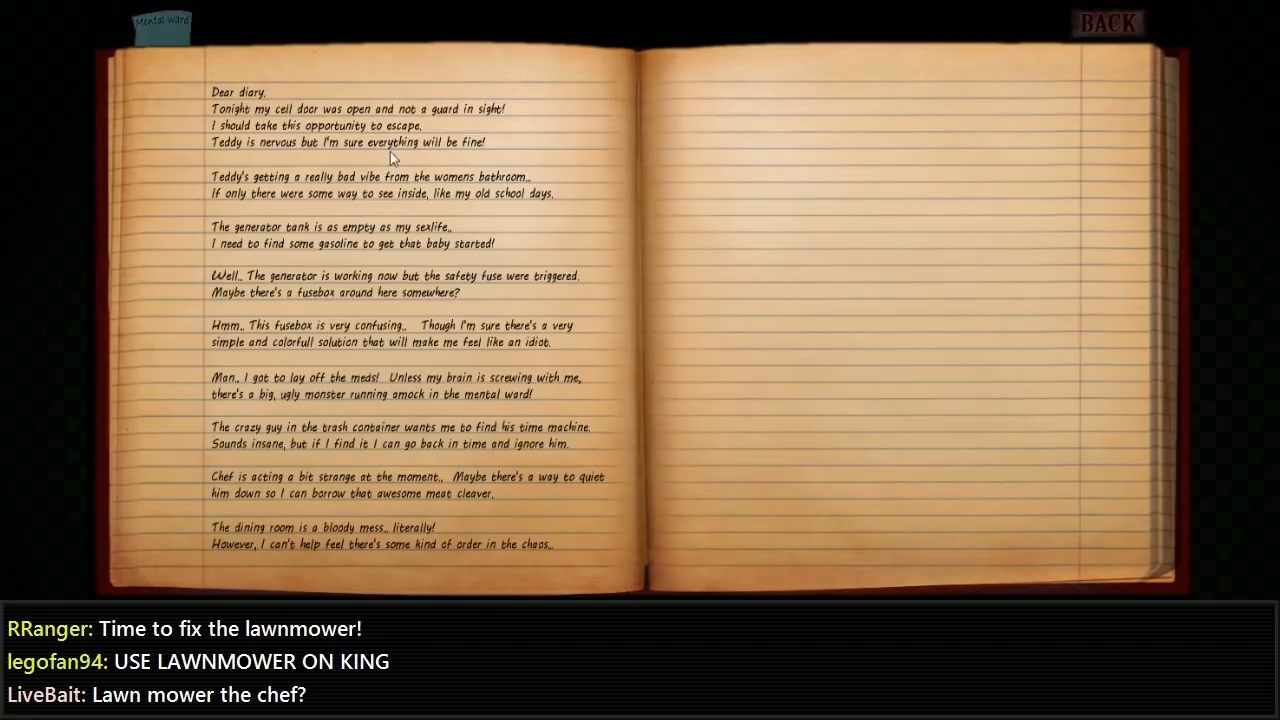 Mental ward
BACK
Dear diary,
Tonight my cell door was open and not a guard in sight!
I should take this opportunity to escape,
Teddy is nervous but I'm sure everything will be fine!
Teddy's getting a really bad vibe from the womens bathroom..
If only there were some way to see inside, like my old school days.
The generator tank is as empty as my sexlife..
I need to find some gasoline to get that baby started!
Well.. The generator is working now but the safety fuse were triggered.
Maybe there's a fusebox around here somewhere?
Hmm.. This fusebox is very confusing.. Though I'm sure there's a very
simple and colorfull solution that will make me feel like an idiot.
Man.. I got to lay off the meds! Unless my brain is screwing with me,
there's a big, ugly monster running amock in the mental ward!
The crazy guy in the trash container wants me to find his time machine.
Sounds insane, but if I find it I can go back in time and ignore him.
Chef is acting a bit strange at the moment.. Maybe there's a way to quiet
him down so I can borrow that awesome meat cleaver.
The dining room is a bloody mess.. literally!
However, I can't help feel there's some kind of order in the chaos..
RRanger: Time to fix the lawnmower!
legofan94: USE LAWNMOWER ON KING
LiveBait: Lawn mower the chef?